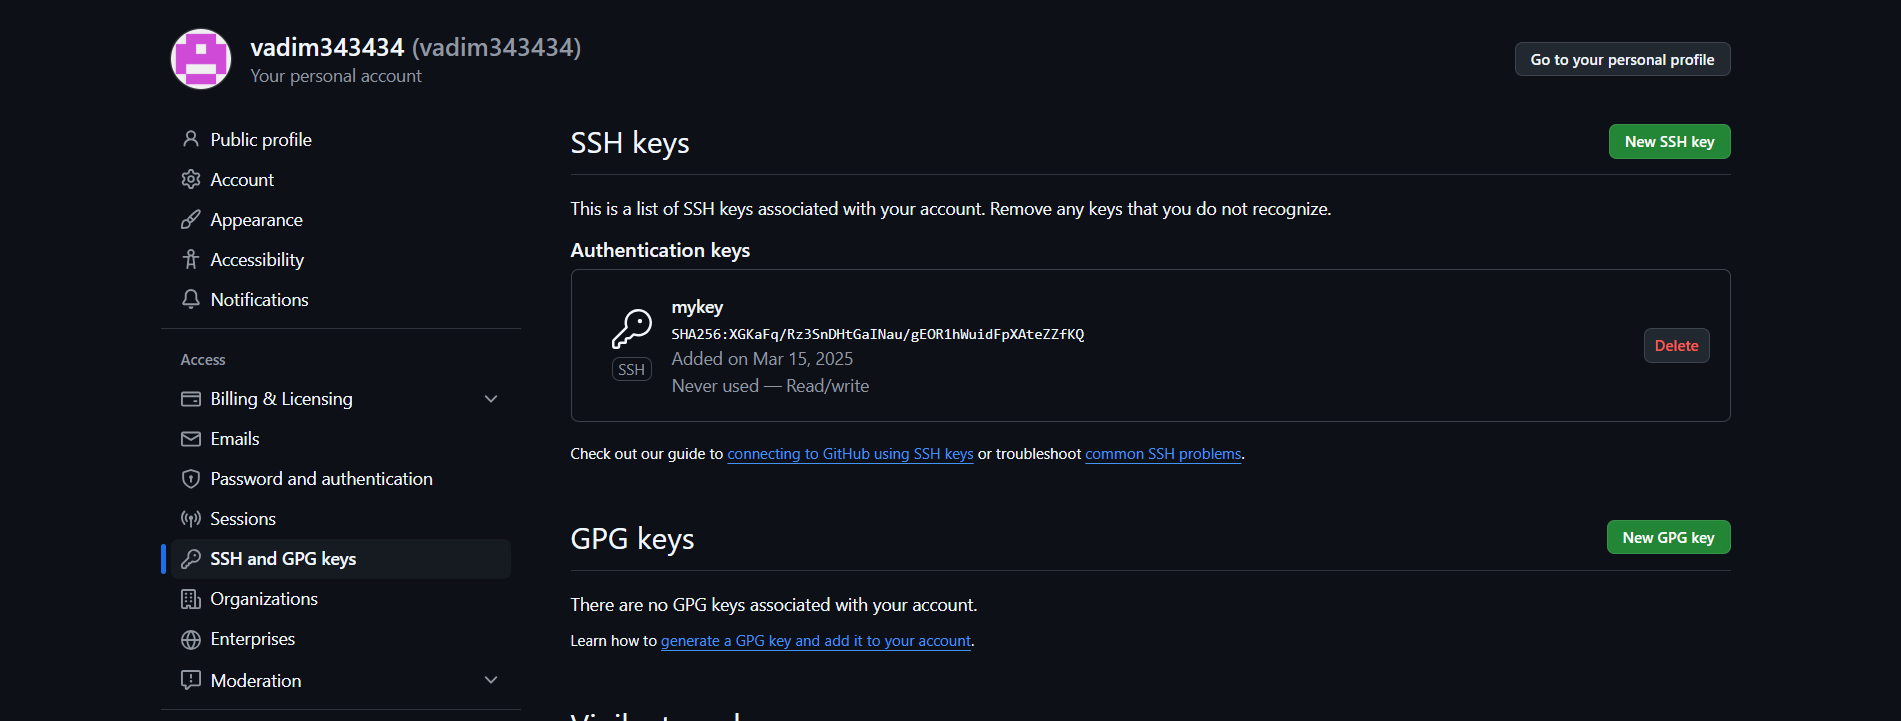 vadim343434 (vadim343434)
Your personal account
Go to your personal profile
Public profile
Account
Appearance
Accessibility
Notifications
Access
Billing & Licensing
Emails
Password and authentication
Sessions
SSH and GPG keys
Organizations
Enterprises
Moderation
SSH keys
New SSH key
This is a list of SSH keys associated with your account. Remove any keys that you do not recognize.
Authentication keys
mykey
SHA256:XGKaFq/Rz3SnDHtGaINau/gEOR1hWuidFpXAteZZfKQ
Added on Mar 15, 2025
Never used — Read/write
SSH
Delete
Check out our guide to connecting to GitHub using SSH keys or troubleshoot common SSH problems.
GPG keys
New GPG key
There are no GPG keys associated with your account.
Learn how to generate a GPG key and add it to your account.